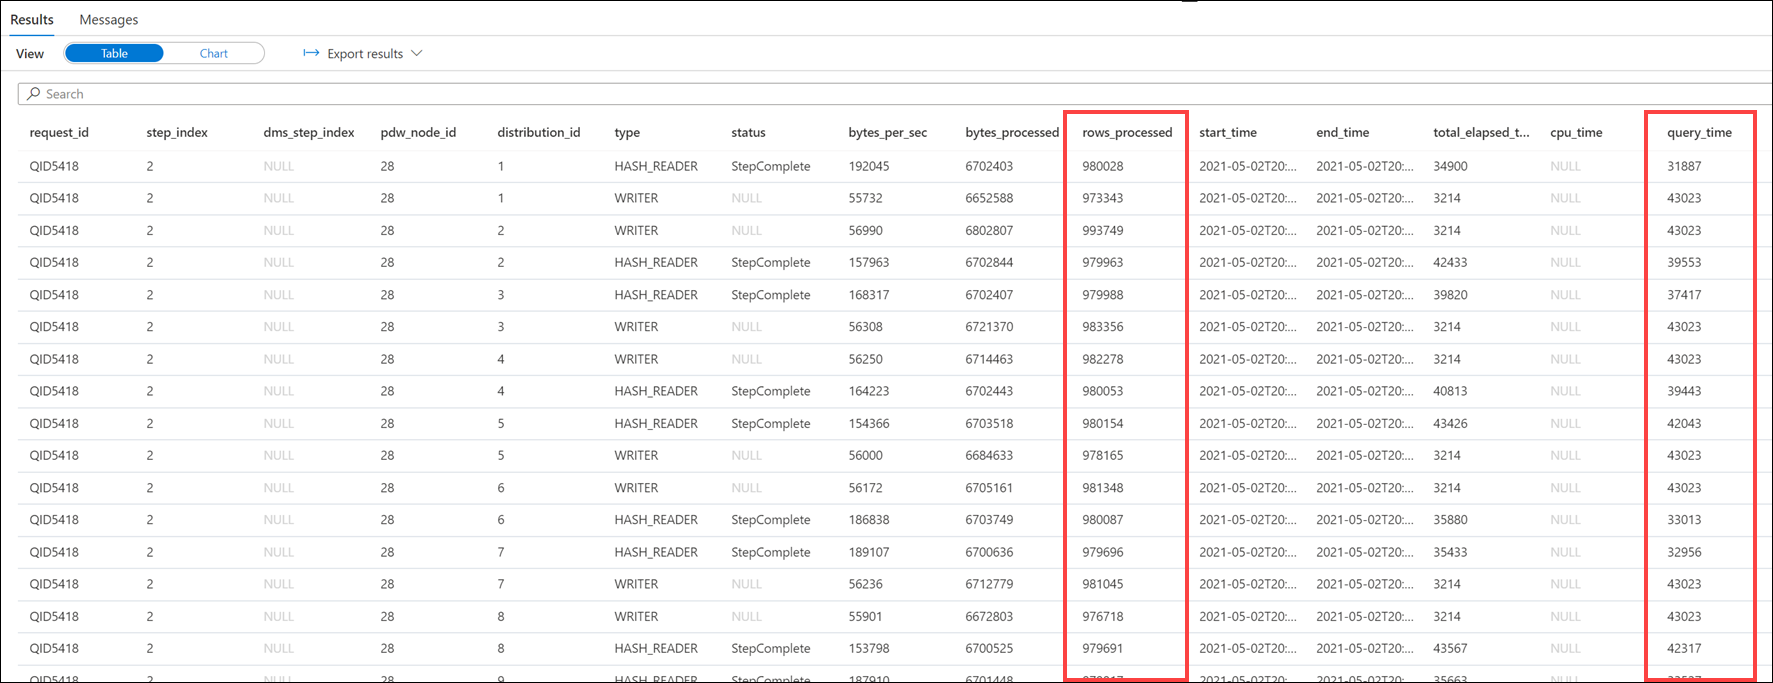 Results Messages
View Table Chart Export results
Search
request_id step_index dms_step_index pdw_node_id distribution_id type status bytes_per_sec bytes_processed rows_processed start_time end_time total_elapsed_t... cpu_time query_time
QID5418 2 NULL 28 1 HASH_READER StepComplete 192045 6702403 980028 2021-05-02T20:... 2021-05-02T20:... 34900 NULL 31887
QID5418 2 NULL 28 1 WRITER NULL 55732 6652588 973343 2021-05-02T20:... 2021-05-02T20:... 3214 NULL 43023
QID5418 2 NULL 28 2 WRITER NULL 56990 6802807 993749 2021-05-02T20:... 2021-05-02T20:... 3214 NULL 43023
QID5418 2 NULL 28 2 HASH_READER StepComplete 157963 6702844 979963 2021-05-02T20:... 2021-05-02T20:... 42433 NULL 39553
QID5418 2 NULL 28 3 HASH_READER StepComplete 168317 6702407 979988 2021-05-02T20:... 2021-05-02T20:... 39820 NULL 37417
QID5418 2 NULL 28 3 WRITER NULL 56308 6721370 983356 2021-05-02T20:... 2021-05-02T20:... 3214 NULL 43023
QID5418 2 NULL 28 4 WRITER NULL 56250 6714463 982278 2021-05-02T20:... 2021-05-02T20:... 3214 NULL 43023
QID5418 2 NULL 28 4 HASH_READER StepComplete 164223 6702443 980053 2021-05-02T20:... 2021-05-02T20:... 40813 NULL 39443
QID5418 2 NULL 28 5 HASH_READER StepComplete 154366 6703518 980154 2021-05-02T20:... 2021-05-02T20:... 43426 NULL 42043
QID5418 2 NULL 28 5 WRITER NULL 56000 6684633 978165 2021-05-02T20:... 2021-05-02T20:... 3214 NULL 43023
QID5418 2 NULL 28 6 WRITER NULL 56172 6705161 981348 2021-05-02T20:... 2021-05-02T20:... 3214 NULL 43023
QID5418 2 NULL 28 6 HASH_READER StepComplete 186838 6703749 980087 2021-05-02T20:... 2021-05-02T20:... 35880 NULL 33013
QID5418 2 NULL 28 7 HASH_READER StepComplete 189107 6700636 979696 2021-05-02T20:... 2021-05-02T20:... 35433 NULL 32956
QID5418 2 NULL 28 7 WRITER NULL 56236 6712779 981045 2021-05-02T20:... 2021-05-02T20:... 3214 NULL 43023
QID5418 2 NULL 28 8 WRITER NULL 55901 6672803 976718 2021-05-02T20:... 2021-05-02T20:... 3214 NULL 43023
QID5418 2 NULL 28 8 HASH_READER StepComplete 153798 6700525 979691 2021-05-02T20:... 2021-05-02T20:... 43567 NULL 42317
QID5418 2 NULL 28 9 HASH_READER StepComplete 187910 6701448 2021-05-02T20:... 2021-05-02T20:... 35663 NULL